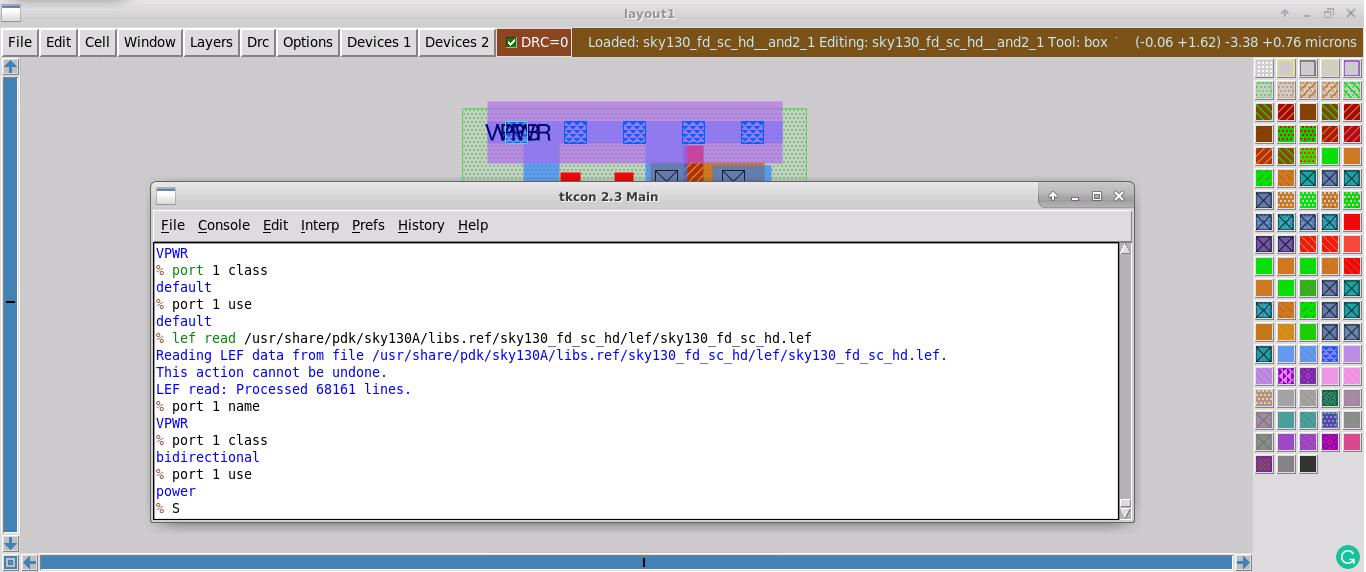 layout1
File Edit Cell Window Layers Drc Options Devices 1 Devices 2 DRC=0 Loaded: sky130_fd_sc_hd__and2_1 Editing: sky130_fd_sc_hd__and2_1 Tool: box (-0.06 +1.62) -3.38 +0.76 microns
tkcon 2.3 Main
File Console Edit Interp Prefs History Help
VPWR
% port 1 class
default
% port 1 use
default
% lef read /usr/share/pdk/sky130A/libs.ref/sky130_fd_sc_hd/lef/sky130_fd_sc_hd.lef
Reading LEF data from file /usr/share/pdk/sky130A/libs.ref/sky130_fd_sc_hd/lef/sky130_fd_sc_hd.lef.
This action cannot be undone.
LEF read: Processed 68161 lines.
% port 1 name
VPWR
% port 1 class
bidirectional
% port 1 use
power
% S